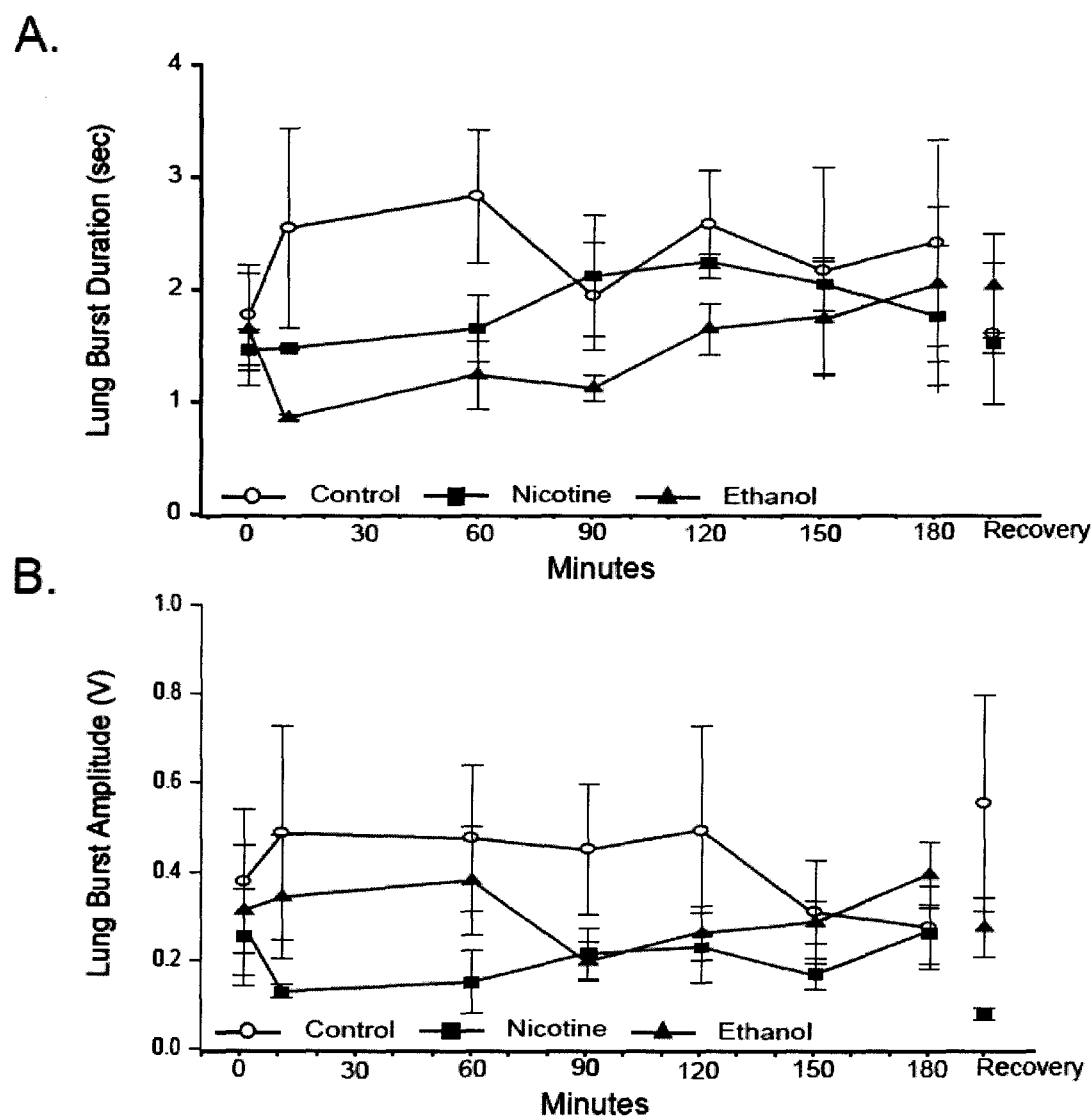 A.
4
3
2
1
0
Lung Burst Duration (sec)
Control Nicotine Ethanol
0 30 60 90 120 150 180 Recovery
Minutes
B.
1.0
0.8
0.6
0.4
0.2
0.0
Lung Burst Amplitude (V)
Control Nicotine Ethanol
0 30 60 90 120 150 180 Recovery
Minutes